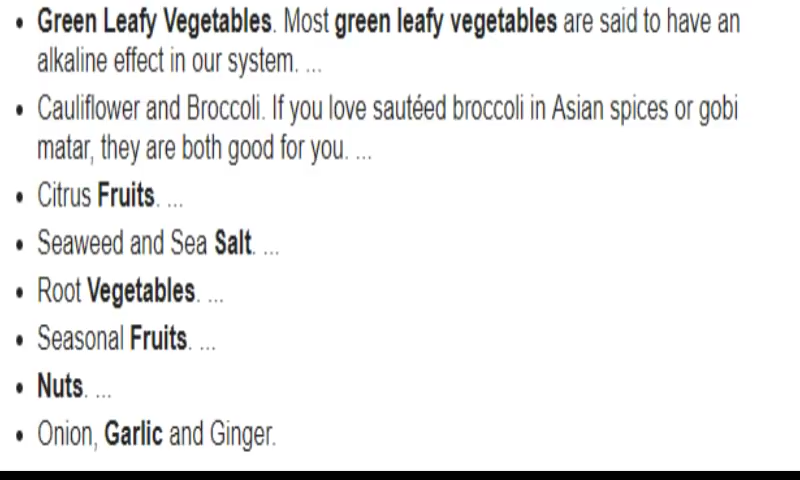 • Green Leafy Vegetables. Most green leafy vegetables are said to have an
alkaline effect in our system. ...
• Cauliflower and Broccoli. If you love sautéed broccoli in Asian spices or gobi
matar, they are both good for you. ...
• Citrus Fruits. ...
• Seaweed and Sea Salt. ...
• Root Vegetables. ...
• Seasonal Fruits. ...
• Nuts. ...
• Onion, Garlic and Ginger.